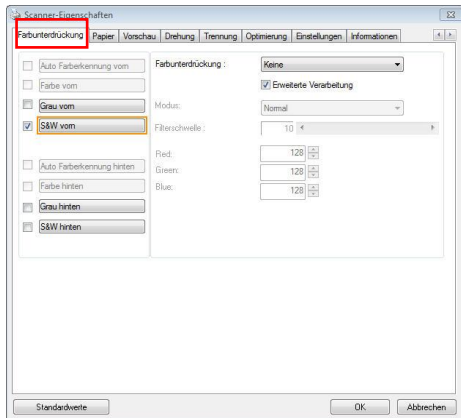 Scanner-Eigenschaften
Farbunterdrückung Papier Vorschau Drehung Trennung Optimierung Einstellungen Informationen
Auto Farberkennung vorn
Farbe vorn
Grau vorn
S&W vorn
Auto Farberkennung hinten
Farbe hinten
Grau hinten
S&W hinten
Farbunterdrückung : Keine
Erweiterte Verarbeitung
Modus: Normal
Filterschwelle : 10
Red: 128
Green: 128
Blue: 128
Standardwerte OK Abbrechen